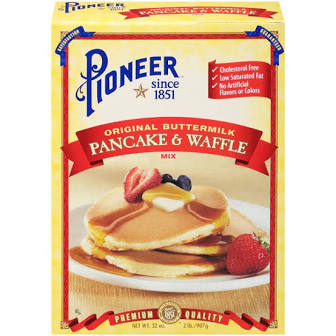 PIONEER™
since
1851
✓ Cholesterol Free
✓ Low Saturated Fat
✓ No Artificial
Flavors or Colors
ORIGINAL BUTTERMILK
PANCAKE & WAFFLE
MIX
PREMIUM QUALITY
NET WT. 32 oz. 2 lb./907g